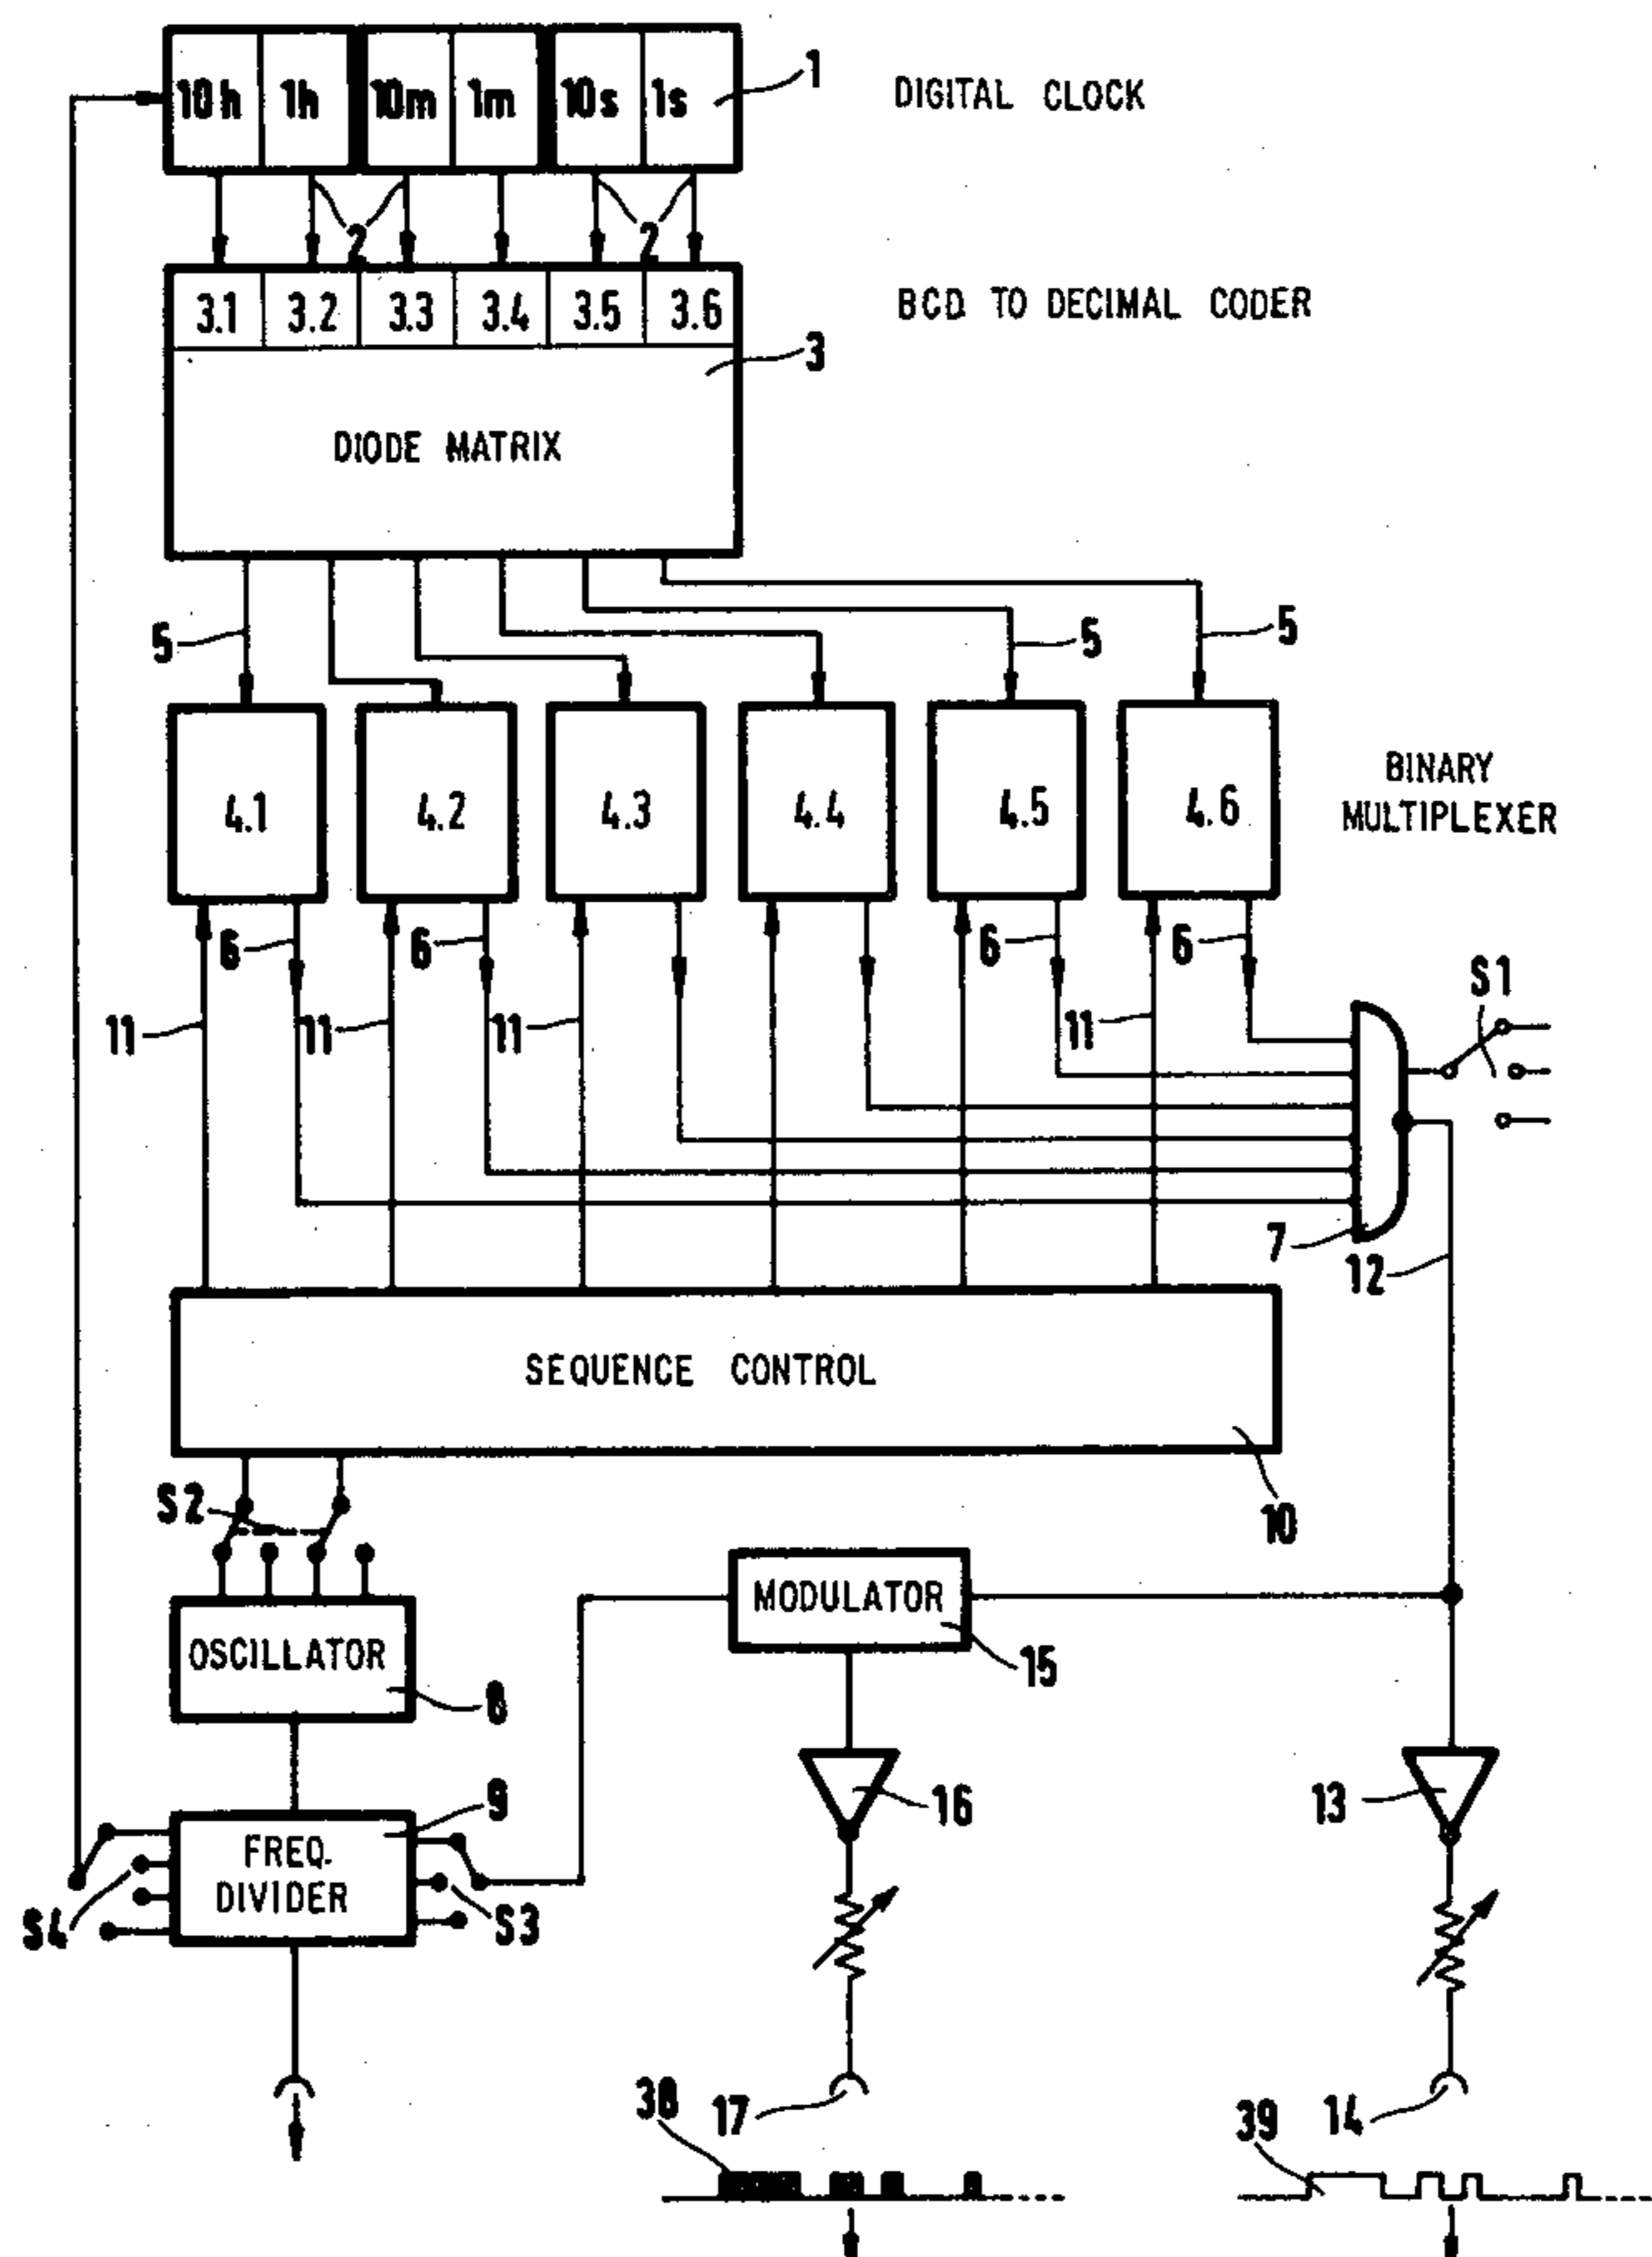 10h 1h 10m 1m 10s 1s 1 DIGITAL CLOCK
2 2
3.1 3.2 3.3 3.4 3.5 3.6 BCD TO DECIMAL CODER
3
DIODE MATRIX
5 5 5
4.1 4.2 4.3 4.4 4.5 4.6 BINARY
MULTIPLEXER
6 6 6 6
S1
11 11 11 11
7
12
SEQUENCE CONTROL
S2
10
MODULATOR
OSCILLATOR 15
8
9 16 13
FREQ.
DIVIDER
S4 S3
38 17 39 14